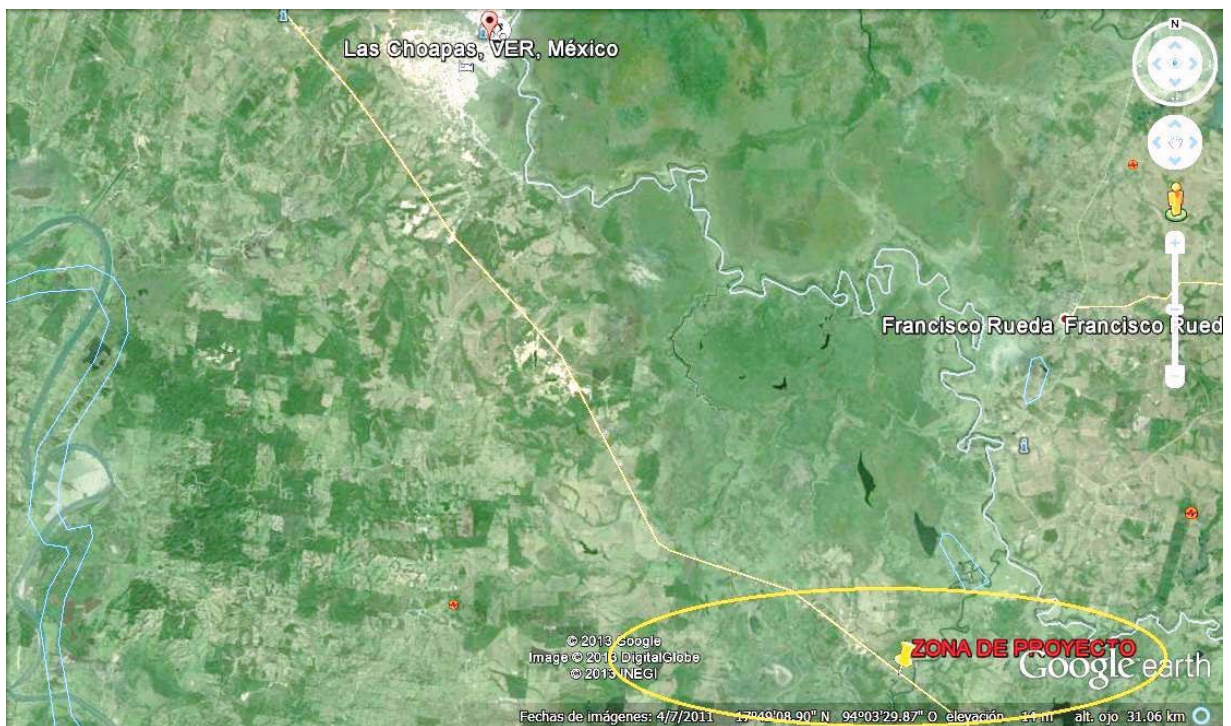 N
Las Choapas, VER, México
Francisco Rueda Francisco Rued
ZONA DE PROYECTO
© 2013 Google
Image © 2013 DigitalGlobe
© 2013 INEGI
Google earth
Fechas de imágenes: 4/7/2011 17°49'08.90" N 94°03'29.87" O elevación 14 m alt. ojo 31.06 km